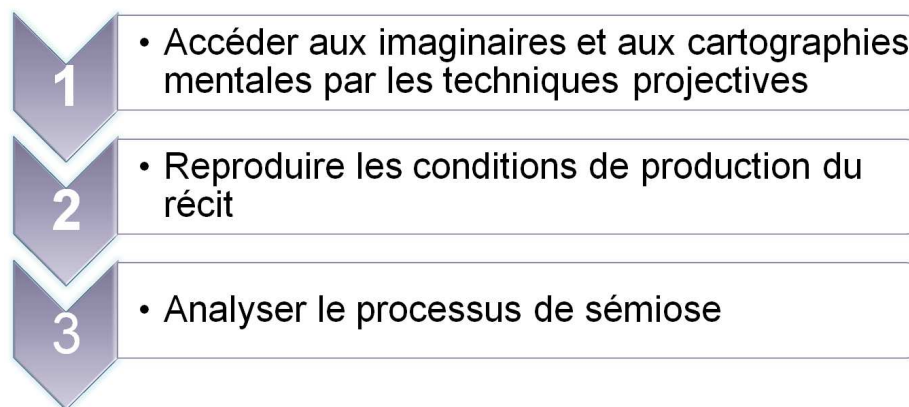 1
• Accéder aux imaginaires et aux cartographies
mentales par les techniques projectives
2
• Reproduire les conditions de production du
récit
3
• Analyser le processus de sémiose